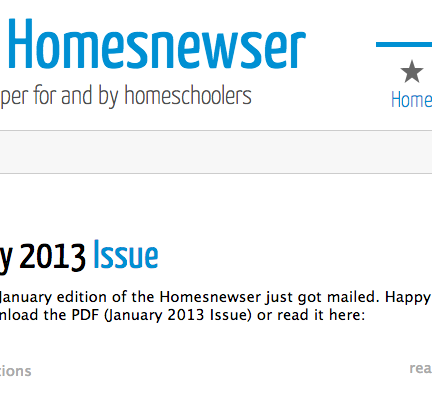 Homesnewser
per for and by homeschoolers
Home
y 2013 Issue
January edition of the Homesnewser just got mailed. Happy
nload the PDF (January 2013 Issue) or read it here:
tions
rea